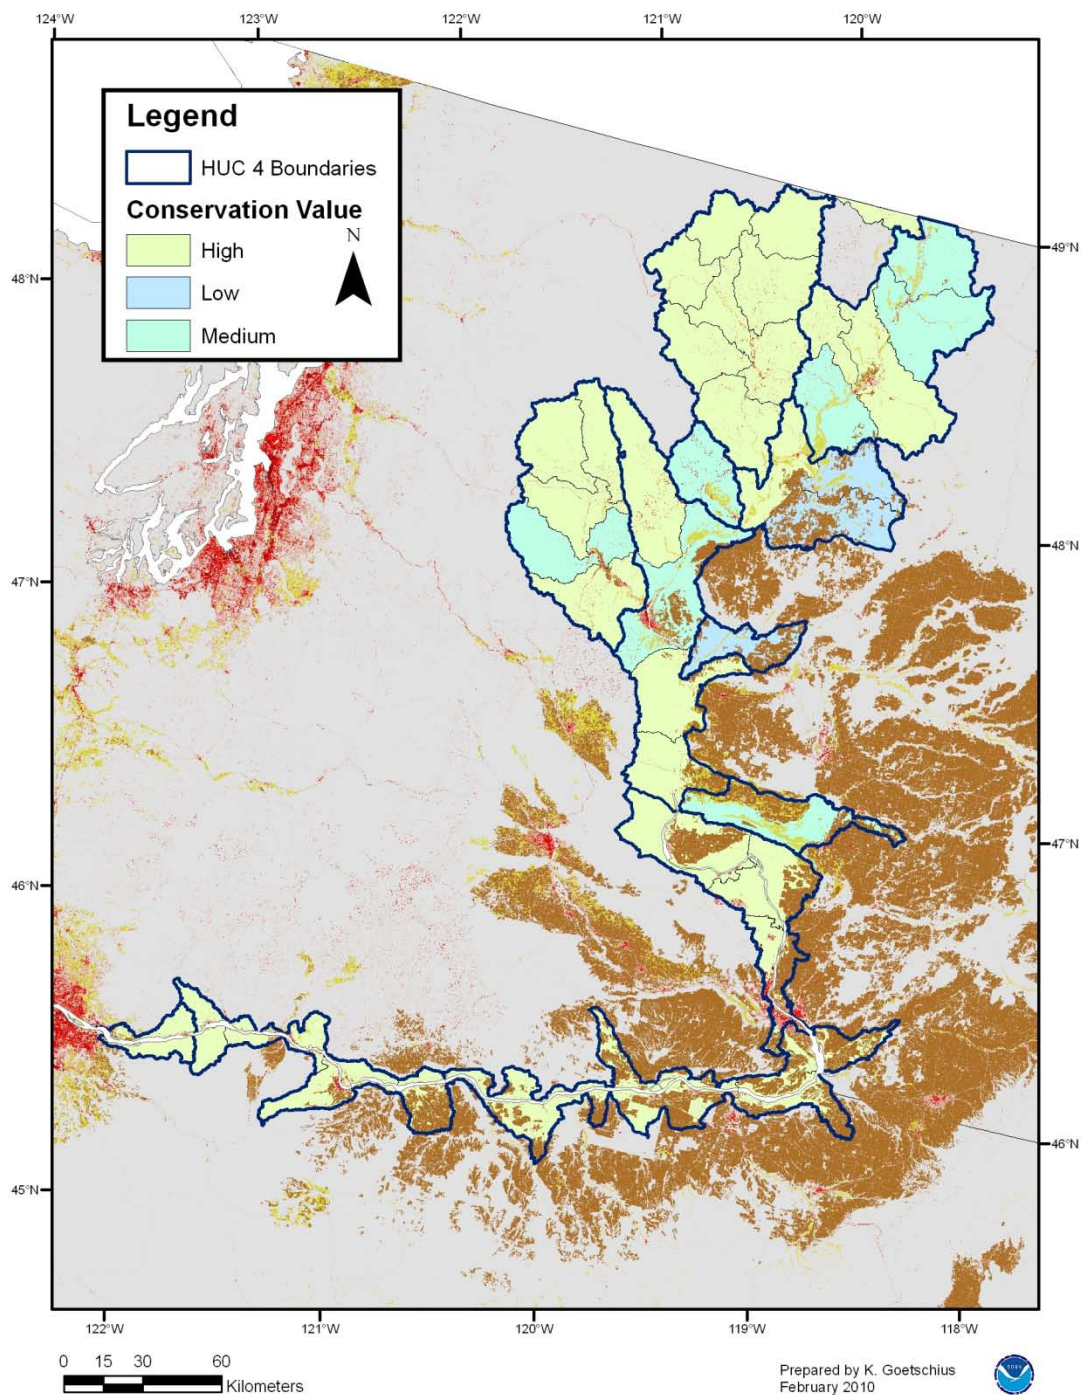 124°W 123°W 122°W 121°W 120°W
Legend
HUC 4 Boundaries
Conservation Value
N
High
Low
Medium
49°N
48°N
48°N
47°N
47°N
46°N
46°N
45°N
122°W 121°W 120°W 119°W 118°W
0 15 30 60
Kilometers
Prepared by K. Goetschius
February 2010